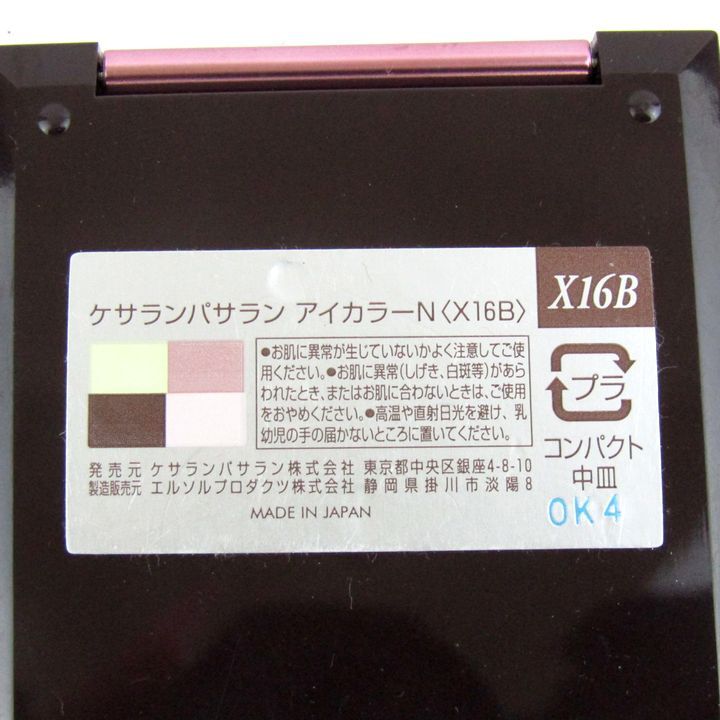 X16B
ケサランパサラン アイカラーN〈X16B〉
●お肌に異常が生じていないかよく注意してご使
用ください。●お肌に異常(しげき、白斑等)があら
われたとき、またはお肌に合わないときは、ご使用
をおやめください。●高温や直射日光を避け、乳
幼児の手の届かないところに置いてください。
プラ
コンパクト
中皿
発売元 ケサランパサラン株式会社 東京都中央区銀座4-8-10
製造販売元 エルソルプロダクツ株式会社 静岡県掛川市淡陽8
MADE IN JAPAN
OK4